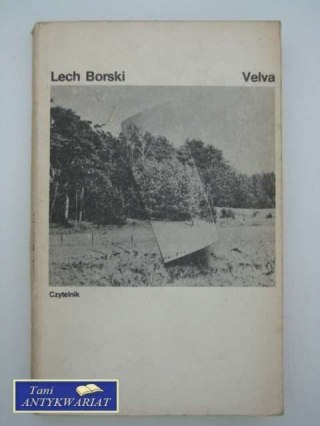 Lech Borski Velva
Czytelnik
Tani
ANTYKWARIAT